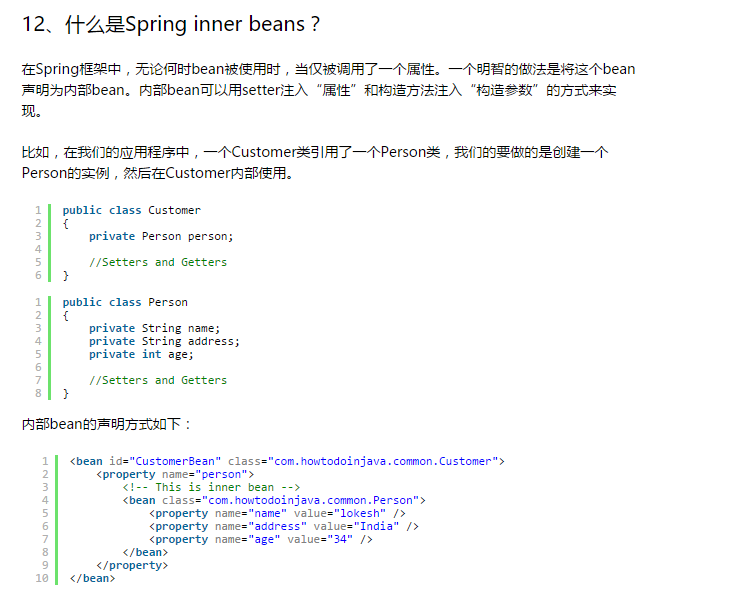 12、什么是Spring inner beans？
在Spring框架中，无论何时bean被使用时，当仅被调用了一个属性。一个明智的做法是将这个bean
声明为内部bean。内部bean可以用setter注入“属性”和构造方法注入“构造参数”的方式来实
现。
比如，在我们的应用程序中，一个Customer类引用了一个Person类，我们的要做的是创建一个
Person的实例，然后在Customer内部使用。
1 public class Customer
2 {
3     private Person person;
4
5     //Setters and Getters
6 }
1 public class Person
2 {
3     private String name;
4     private String address;
5     private int age;
6
7     //Setters and Getters
8 }
内部bean的声明方式如下：
1 <bean id="CustomerBean" class="com.howtodoinjava.common.Customer">
2     <property name="person">
3         <!-- This is inner bean -->
4         <bean class="com.howtodoinjava.common.Person">
5             <property name="name" value="lokesh" />
6             <property name="address" value="India" />
7             <property name="age" value="34" />
8         </bean>
9     </property>
10 </bean>